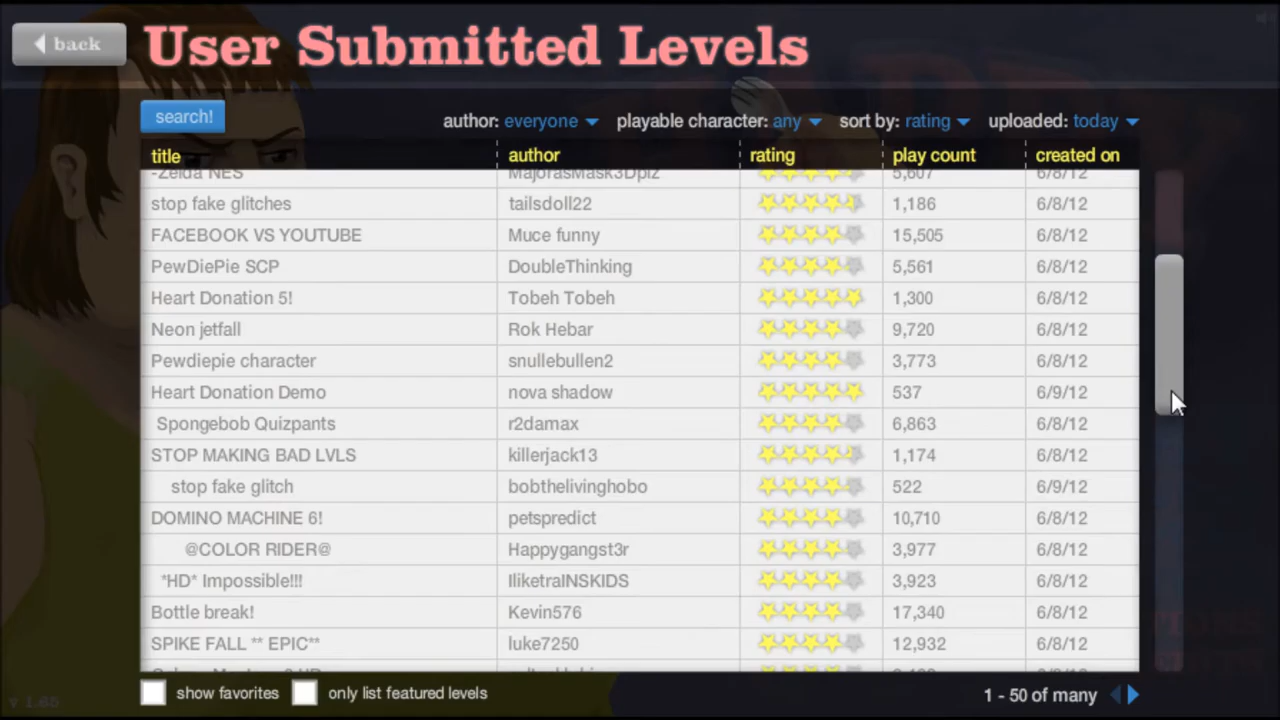 back
User Submitted Levels
search!
author: everyone playable character: any sort by: rating uploaded: today
title author rating play count created on
-Zelda NES 5,607 6/8/12
stop fake glitches tailsdoll22 1,186 6/8/12
FACEBOOK VS YOUTUBE Muce funny 15,505 6/8/12
PewDiePie SCP DoubleThinking 5,561 6/8/12
Heart Donation 5! Tobeh Tobeh 1,300 6/8/12
Neon jetfall Rok Hebar 9,720 6/8/12
Pewdiepie character snullebullen2 3,773 6/8/12
Heart Donation Demo nova shadow 537 6/9/12
Spongebob Quizpants r2damax 6,863 6/8/12
STOP MAKING BAD LVLS killerjack13 1,174 6/8/12
stop fake glitch bobthelivinghobo 522 6/9/12
DOMINO MACHINE 6! petspredict 10,710 6/8/12
@COLOR RIDER@ Happygangst3r 3,977 6/8/12
*HD* Impossible!!! IliketraINSKIDS 3,923 6/8/12
Bottle break! Kevin576 17,340 6/8/12
SPIKE FALL ** EPIC** luke7250 12,932 6/8/12
show favorites only list featured levels 1 - 50 of many